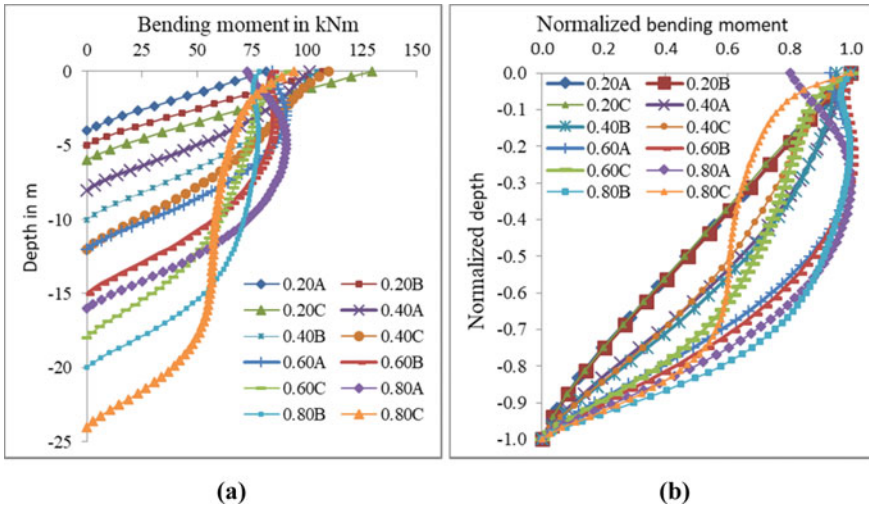 Bending moment in kNm
0 25 50 75 100 125 150
0
-5
-10
-15
-20
-25
Depth in m
0.20A 0.20B
0.20C 0.40A
0.40B 0.40C
0.60A 0.60B
0.60C 0.80A
0.80B 0.80C
(a)
Normalized bending moment
0.0 0.2 0.4 0.6 0.8 1.0
0.0
-0.1
-0.2
-0.3
-0.4
-0.5
-0.6
-0.7
-0.8
-0.9
-1.0
Normalized depth
0.20A 0.20B
0.20C 0.40A
0.40B 0.40C
0.60A 0.60B
0.60C 0.80A
0.80B 0.80C
(b)